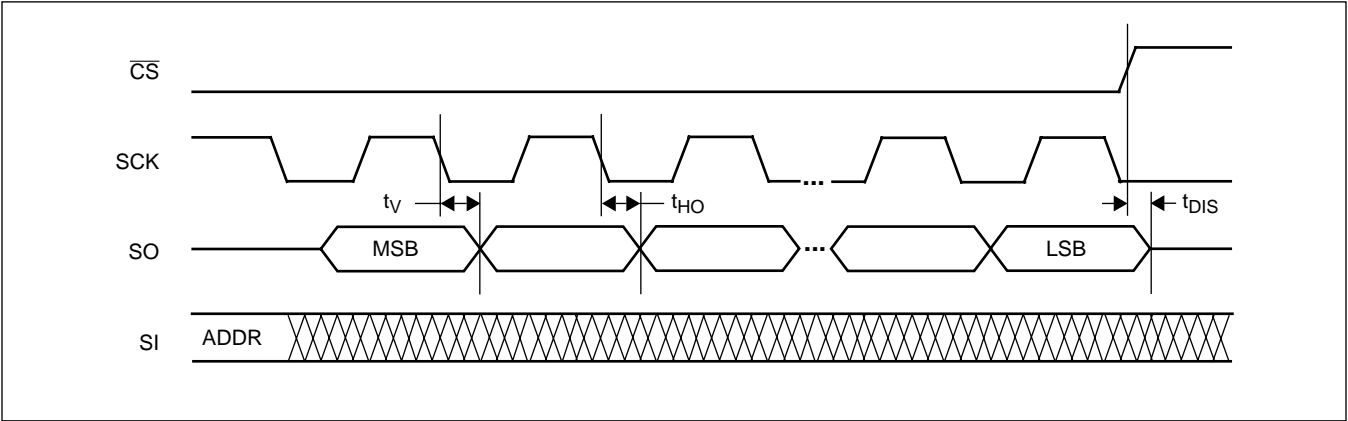 CS
SCK
...
tV
tHO
tDIS
SO
MSB
...
LSB
SI
ADDR